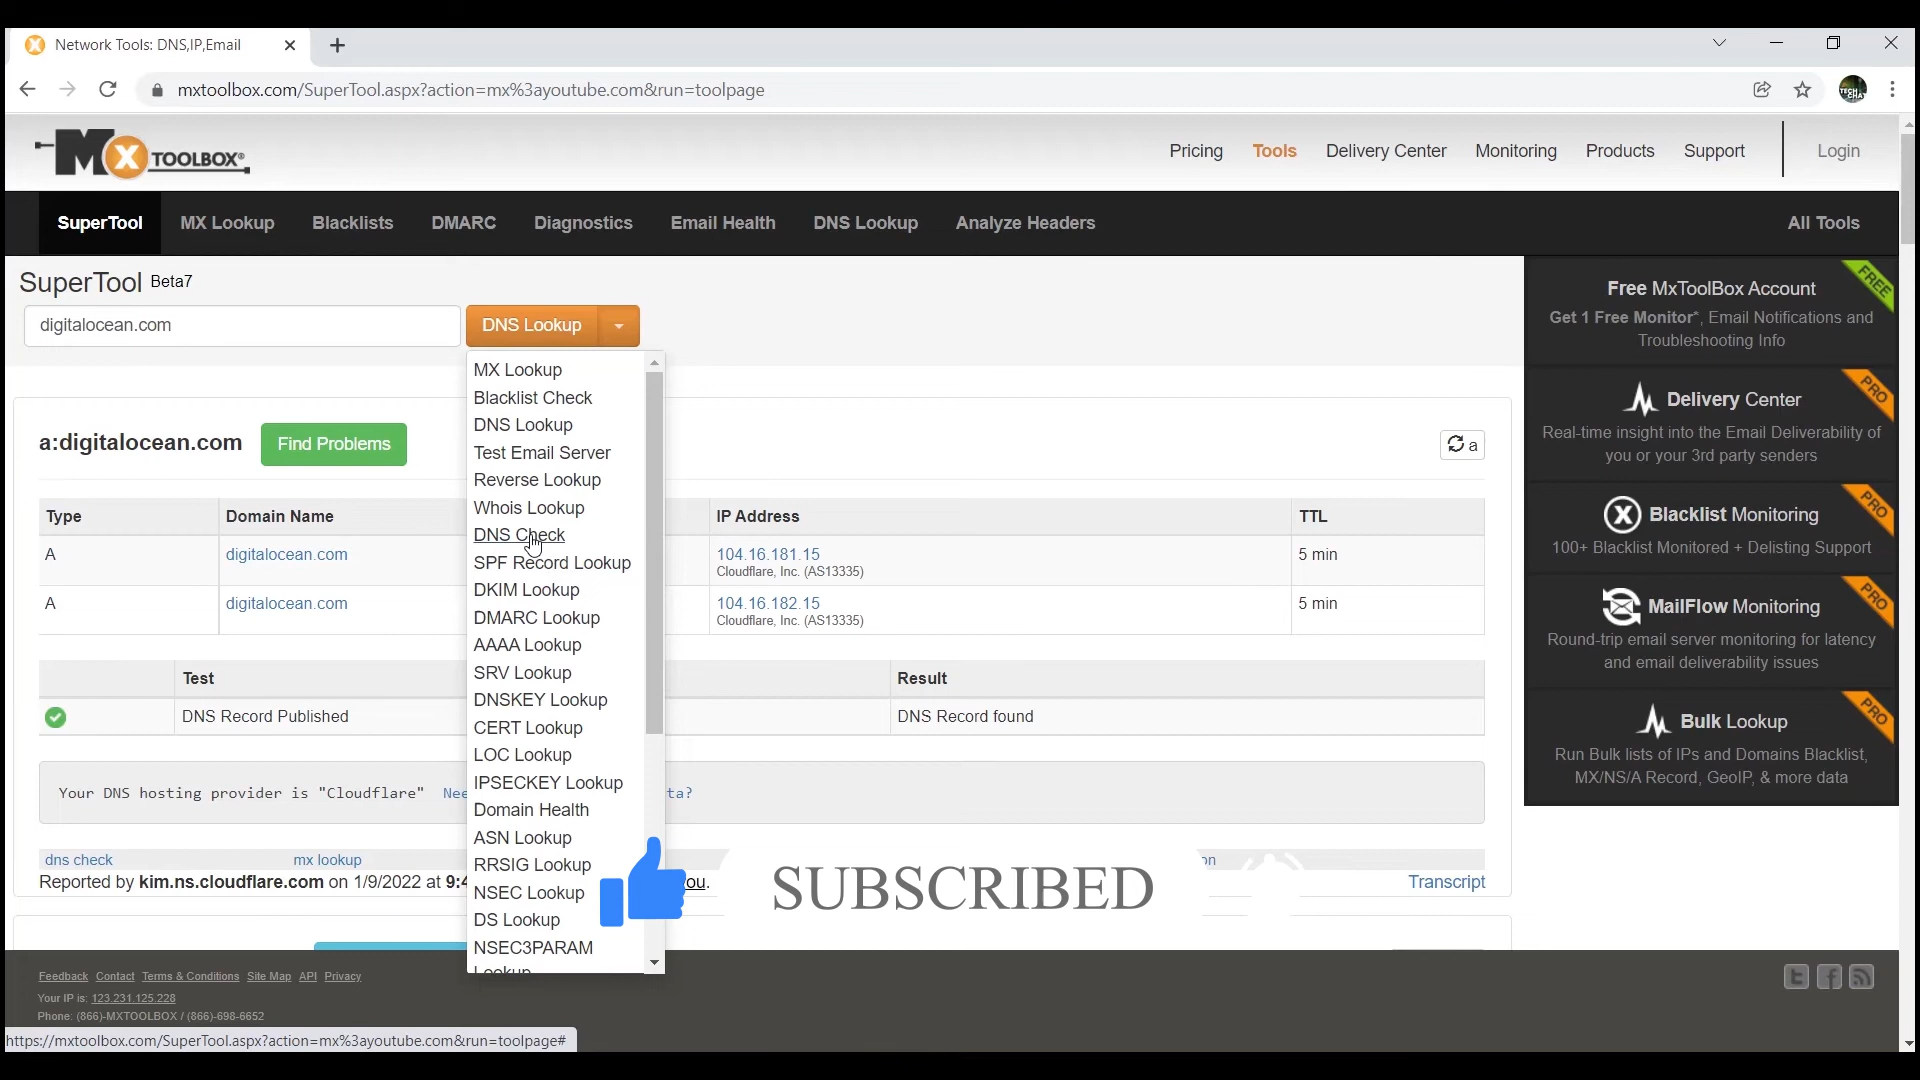 Network Tools: DNS,IP,Email
mxtoolbox.com/SuperTool.aspx?action=mx%3ayoutube.com&run=toolpage
TECH
CHAT
MX TOOLBOX
Pricing Tools Delivery Center Monitoring Products Support Login
SuperTool MX Lookup Blacklists DMARC Diagnostics Email Health DNS Lookup Analyze Headers All Tools
SuperTool Beta7
digitalocean.com DNS Lookup
MX Lookup
Blacklist Check
DNS Lookup
Test Email Server
Reverse Lookup
Whois Lookup
DNS Check
SPF Record Lookup
DKIM Lookup
DMARC Lookup
AAAA Lookup
SRV Lookup
DNSKEY Lookup
CERT Lookup
LOC Lookup
IPSECKEY Lookup
Domain Health
ASN Lookup
RRSIG Lookup
NSEC Lookup
DS Lookup
NSEC3PARAM
Lookup
a:digitalocean.com Find Problems a
Type Domain Name IP Address TTL
A digitalocean.com 104.16.181.15 5 min
Cloudflare, Inc. (AS13335)
A digitalocean.com 104.16.182.15 5 min
Cloudflare, Inc. (AS13335)
Test Result
DNS Record Published DNS Record found
Your DNS hosting provider is "Cloudflare"
dns check mx lookup
Reported by kim.ns.cloudflare.com on 1/9/2022 at
Transcript
SUBSCRIBED
FREE
Free MxToolBox Account
Get 1 Free Monitor*, Email Notifications and
Troubleshooting Info
PRO
Delivery Center
Real-time insight into the Email Deliverability of
you or your 3rd party senders
PRO
Blacklist Monitoring
100+ Blacklist Monitored + Delisting Support
PRO
MailFlow Monitoring
Round-trip email server monitoring for latency
and email deliverability issues
PRO
Bulk Lookup
Run Bulk lists of IPs and Domains Blacklist,
MX/NS/A Record, GeoIP, & more data
Feedback Contact Terms & Conditions Site Map API Privacy
Your IP is: 123.231.125.228
Phone: (866)-MXTOOLBOX / (866)-698-6652
https://mxtoolbox.com/SuperTool.aspx?action=mx%3ayoutube.com&run=toolpage#